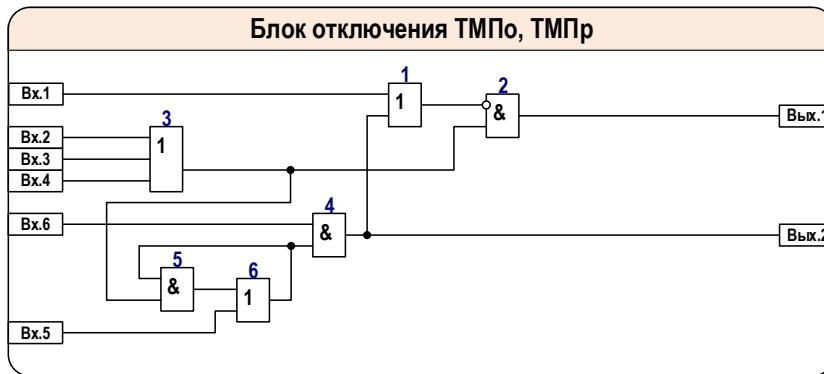 Блок отключения ТМПо, ТМПр
1
2
Вх.1
1
&
Вых.1
3
Вх.2
1
Вх.3
Вх.4
4
Вх.6
&
Вых.2
5
6
&
1
Вх.5